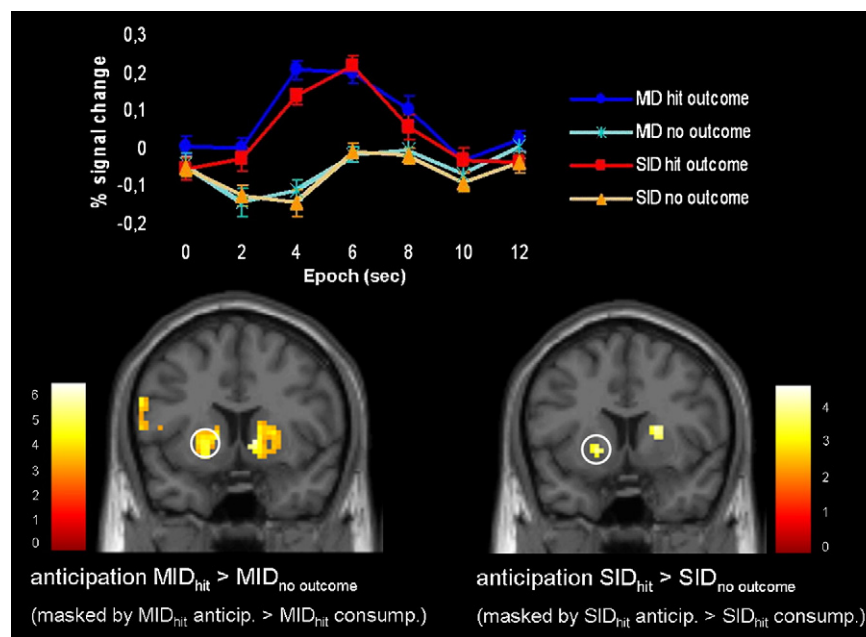 0,3
0,2
0,1
0
-0,1
-0,2
% signal change
0 2 4 6 8 10 12
Epoch (sec)
MID hit outcome
MID no outcome
SID hit outcome
SID no outcome
6
5
4
3
2
1
0
4
3
2
1
0
anticipation MIDhit > MIDno outcome
(masked by MIDhit anticip. > MIDhit consump.)
anticipation SIDhit > SIDno outcome
(masked by SIDhit anticip. > SIDhit consump.)